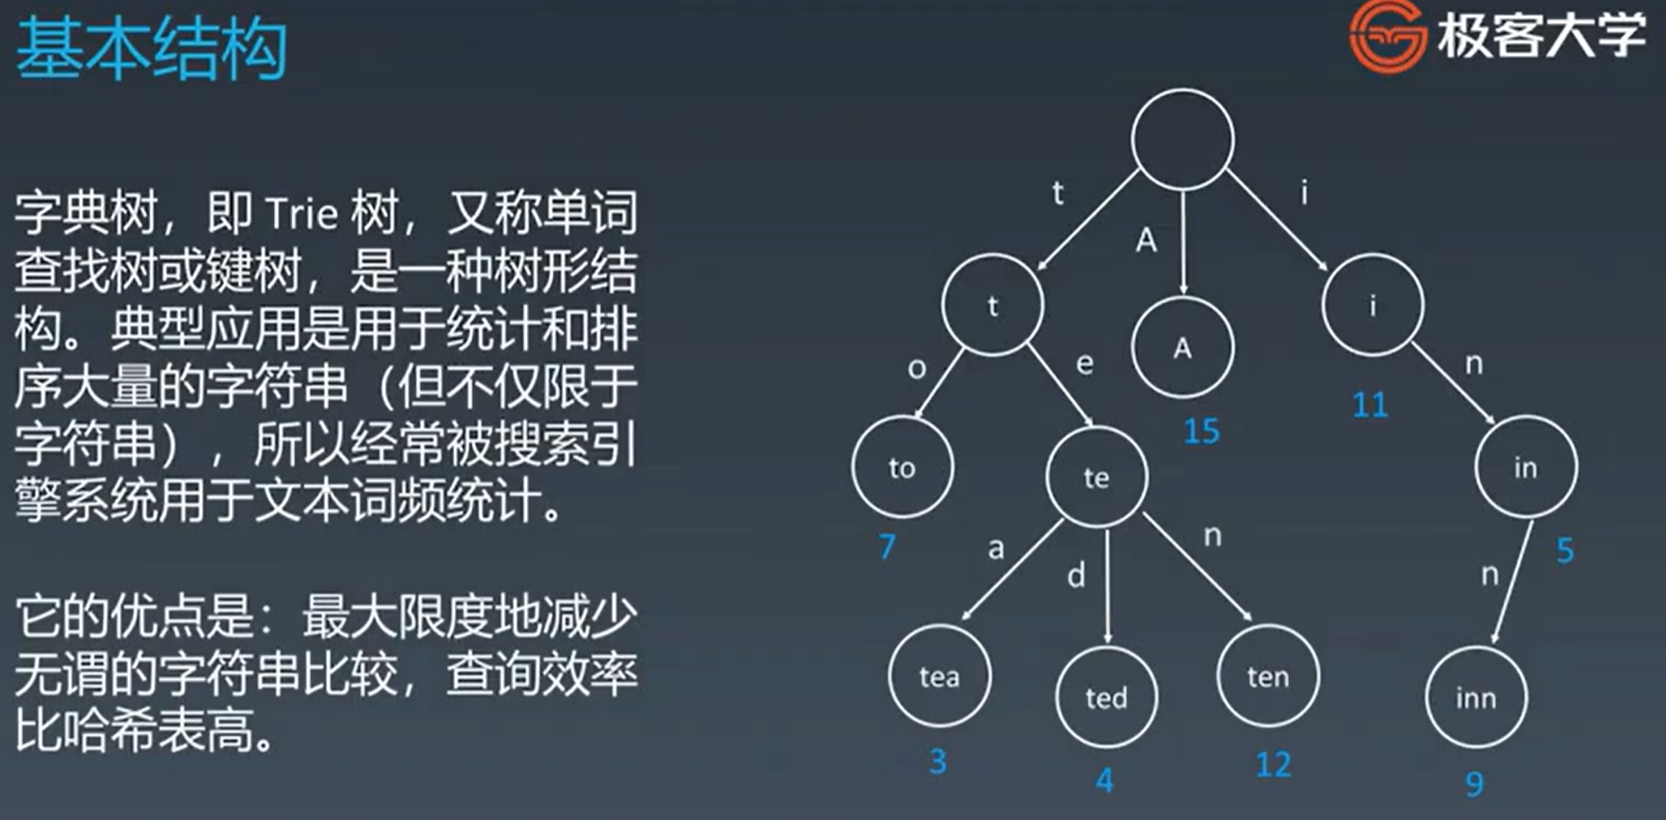 基本结构
极客大学
字典树，即 Trie 树，又称单词
查找树或键树，是一种树形结
构。典型应用是用于统计和排
序大量的字符串（但不仅限于
字符串），所以经常被搜索引
擎系统用于文本词频统计。
它的优点是：最大限度地减少
无谓的字符串比较，查询效率
比哈希表高。
t
A
i
t
A
i
15
11
o
e
n
to
te
in
7
5
a
d
n
n
tea
ted
ten
inn
3
4
12
9